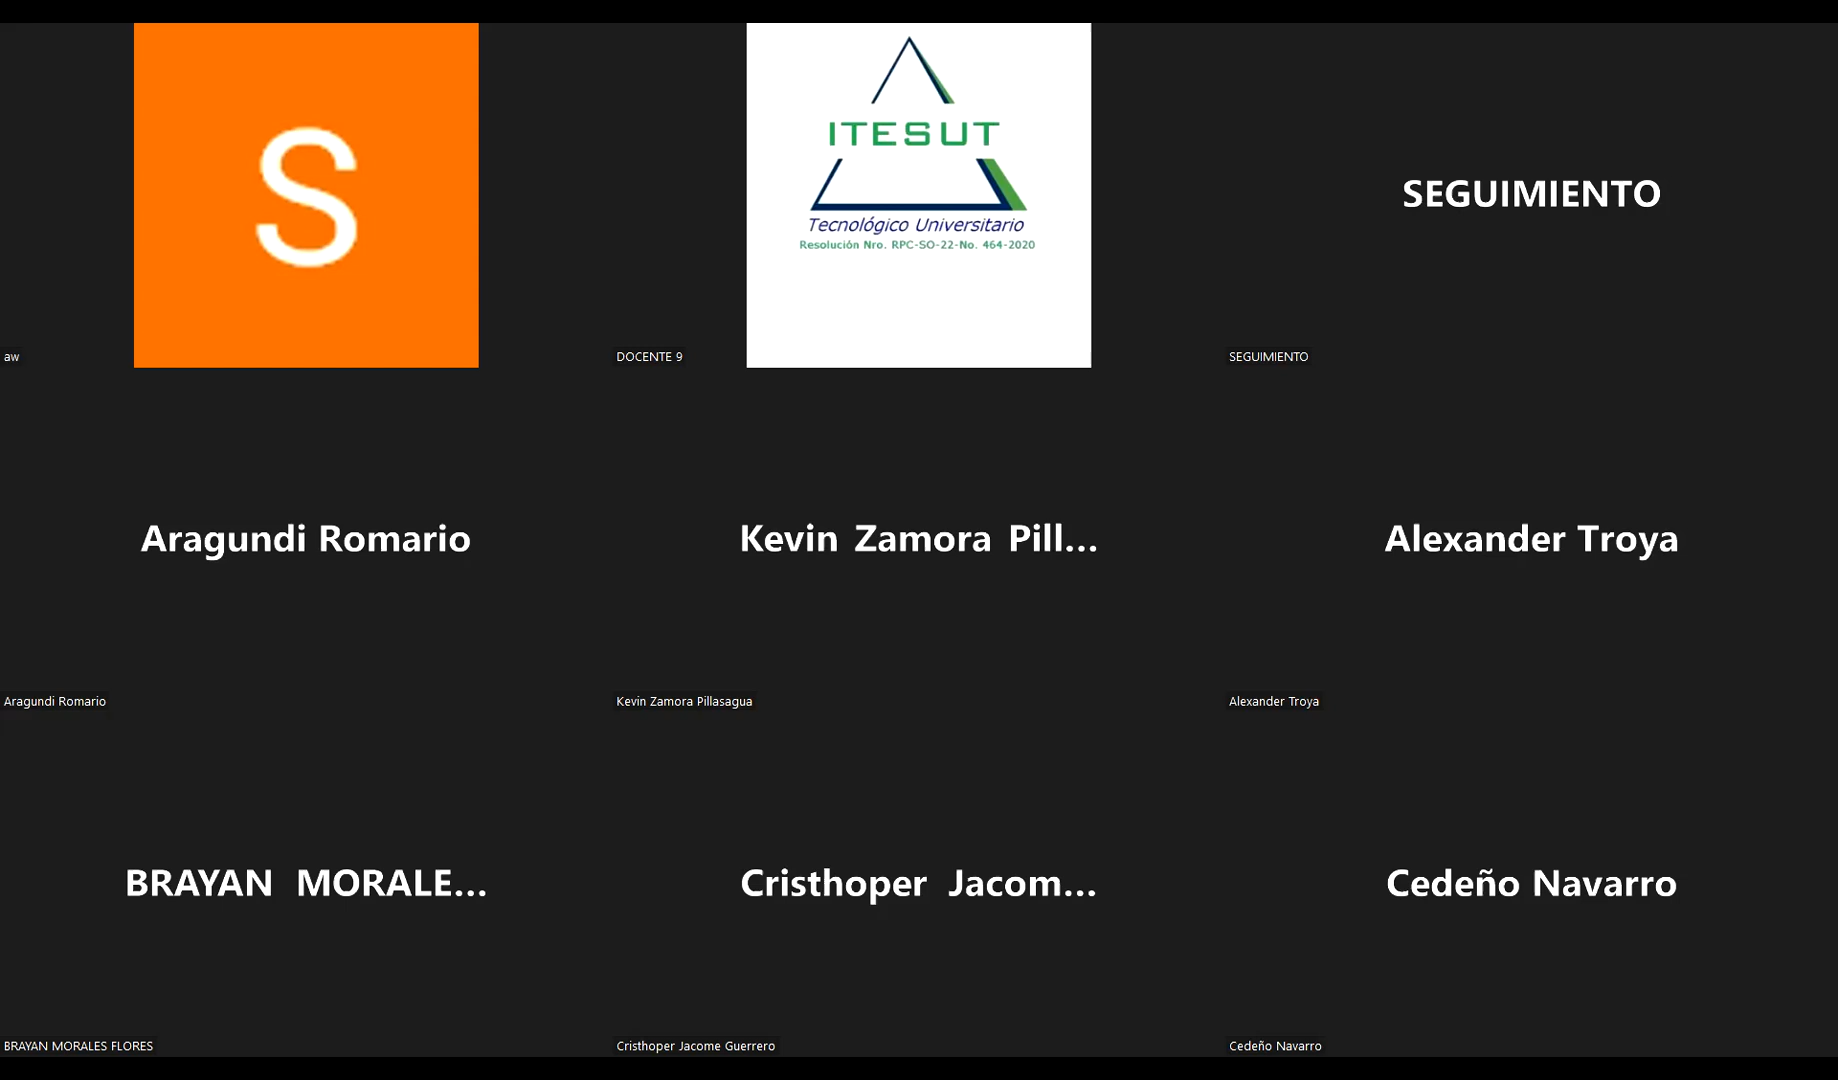 S
ITESUT
Tecnológico Universitario
Resolución Nro. RPC-SO-22-No. 464-2020
SEGUIMIENTO
aw
DOCENTE 9
SEGUIMIENTO
Aragundi Romario
Kevin Zamora Pill...
Alexander Troya
Aragundi Romario
Kevin Zamora Pillasagua
Alexander Troya
BRAYAN MORALE...
Cristhoper Jacom...
Cedeño Navarro
BRAYAN MORALES FLORES
Cristhoper Jacome Guerrero
Cedeño Navarro